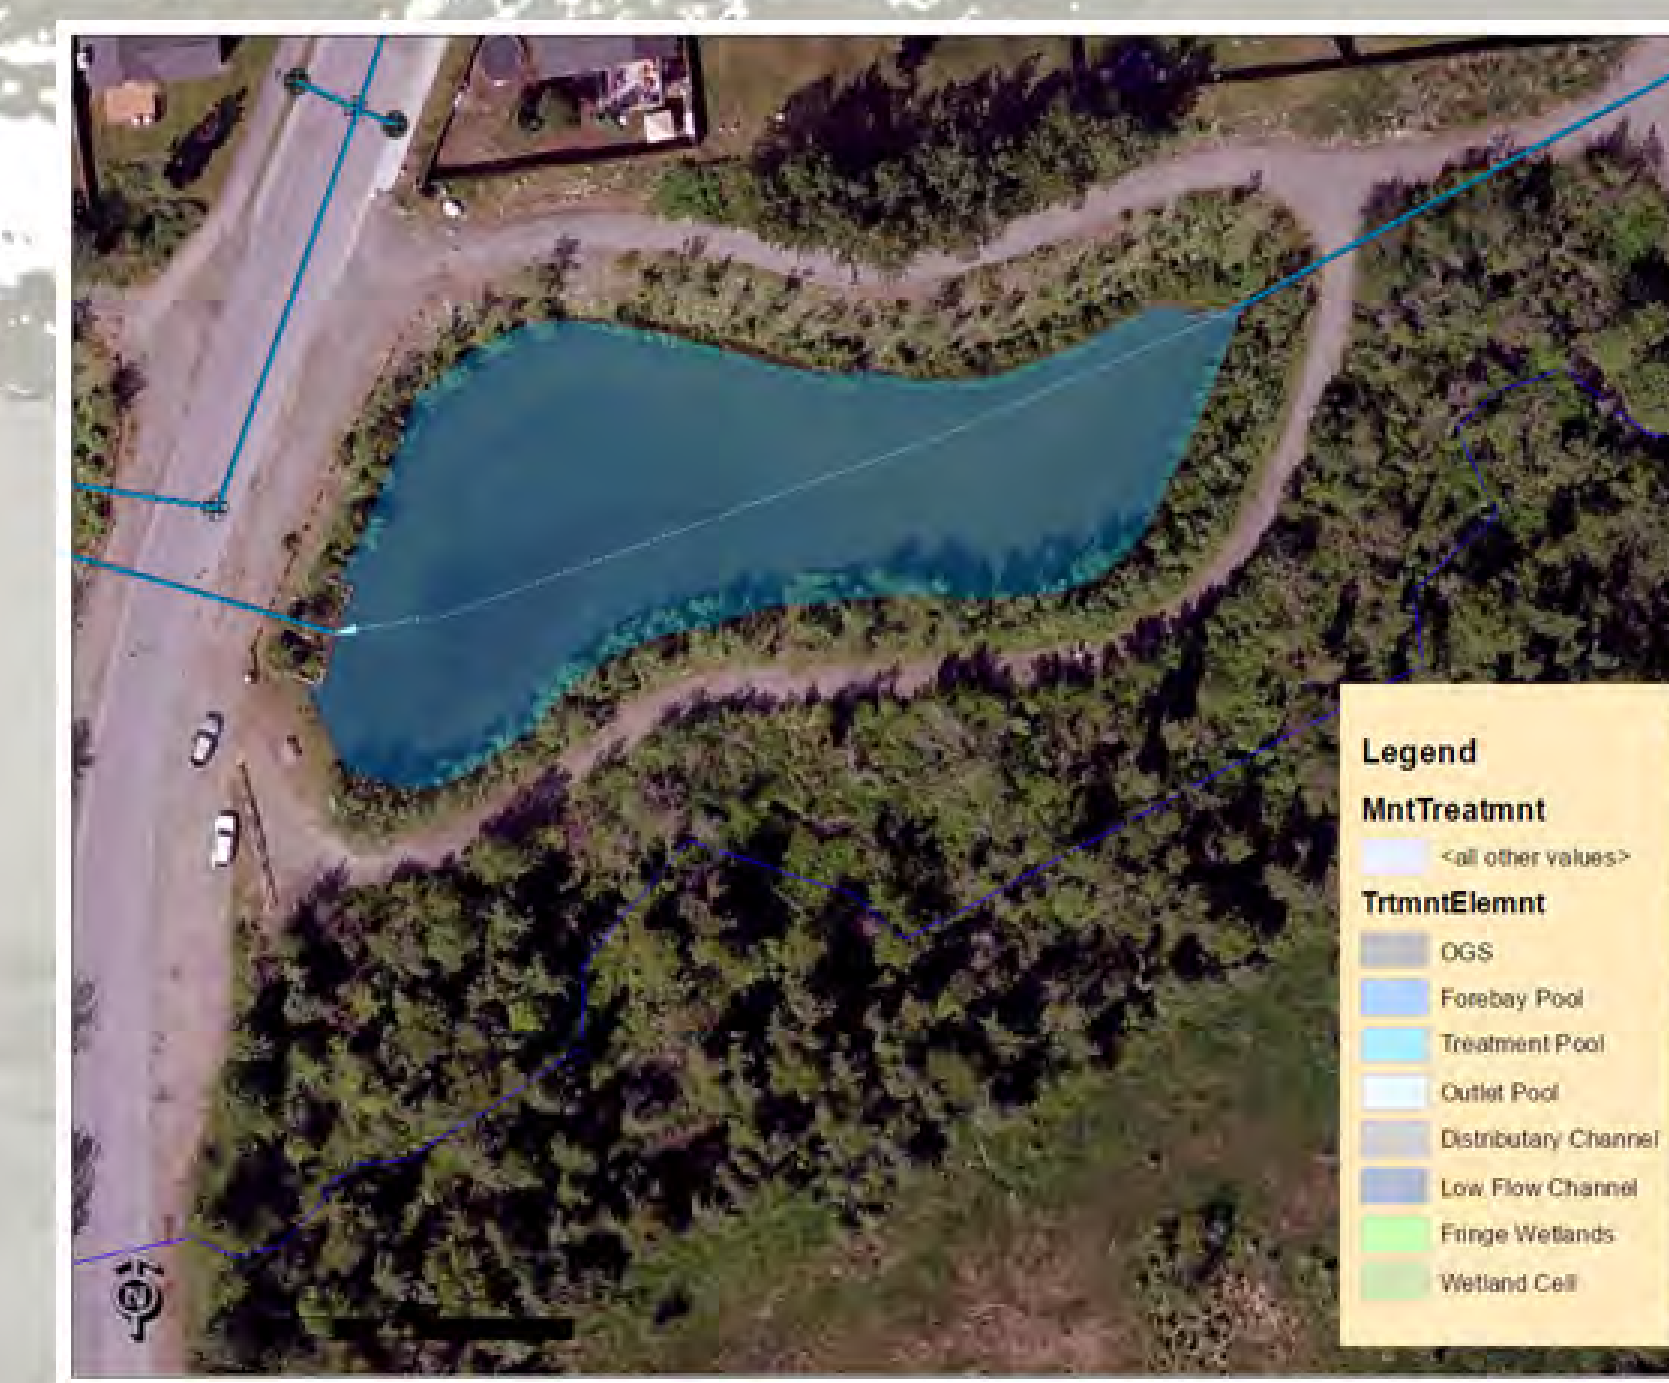 Legend
MntTreatmnt
<all other values>
TrtmntElemnt
OGS
Forebay Pool
Treatment Pool
Outlet Pool
Distributary Channel
Low Flow Channel
Fringe Wetlands
Wetland Cell